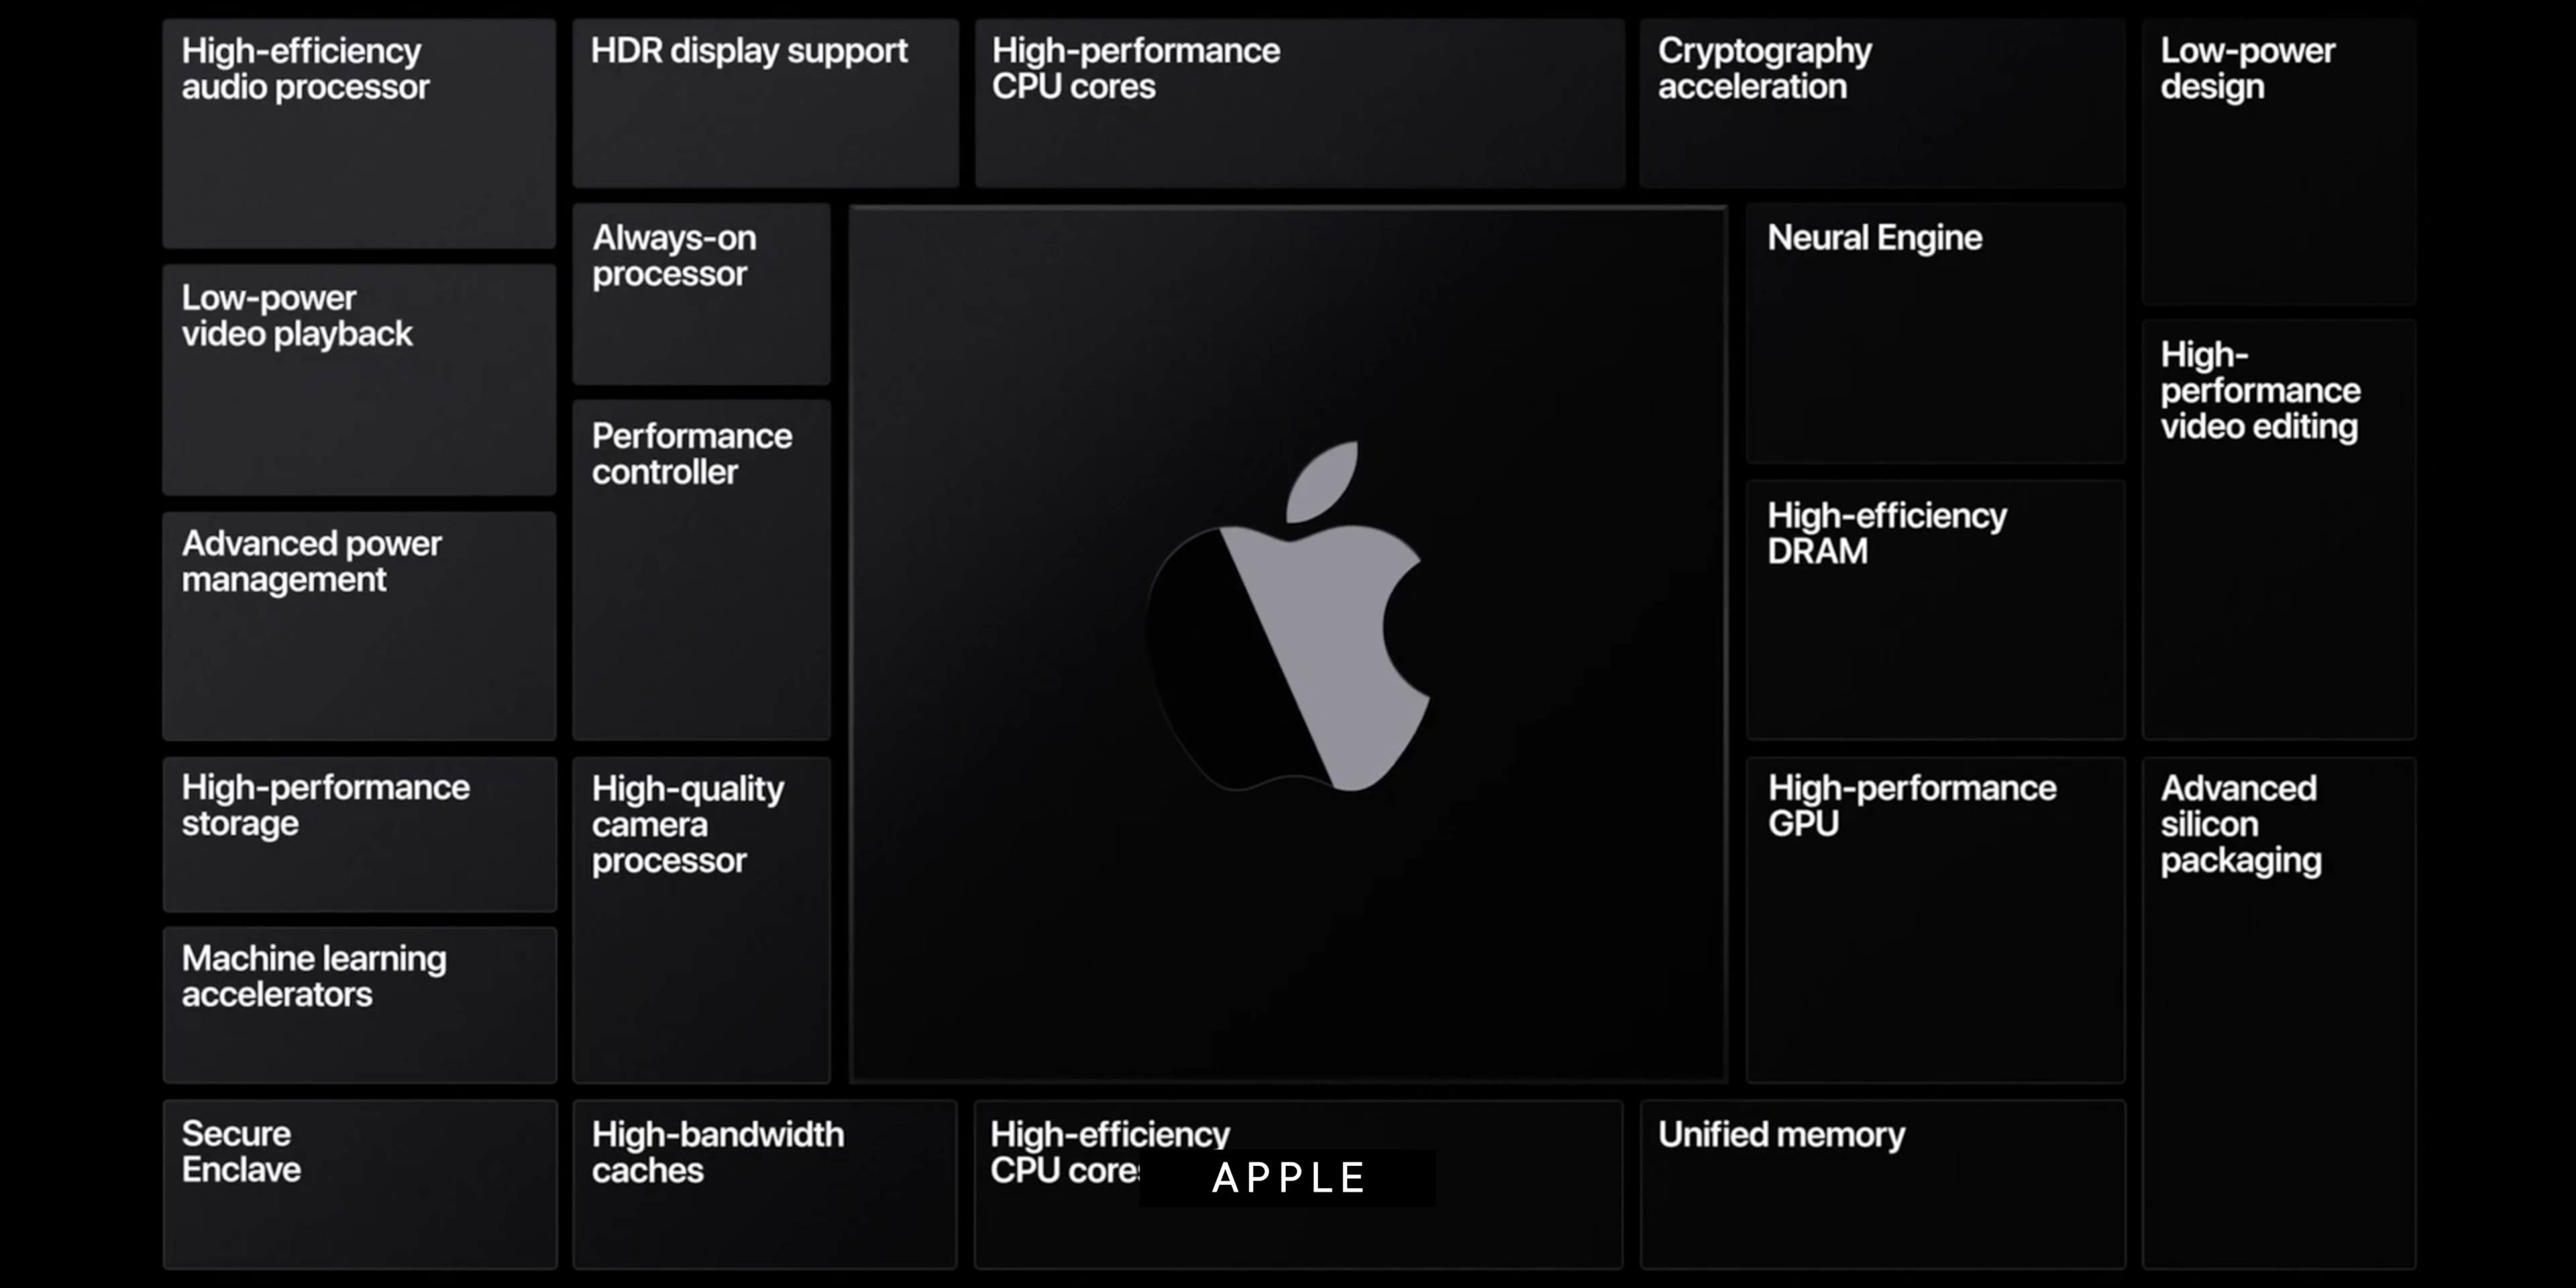 High-efficiency
audio processor
HDR display support
High-performance
CPU cores
Cryptography
acceleration
Low-power
design
Always-on
processor
Neural Engine
Low-power
video playback
High-
performance
video editing
Performance
controller
High-efficiency
DRAM
Advanced power
management
High-performance
storage
High-quality
camera
processor
High-performance
GPU
Advanced
silicon
packaging
Machine learning
accelerators
Secure
Enclave
High-bandwidth
caches
High-efficiency
CPU cores
APPLE
Unified memory